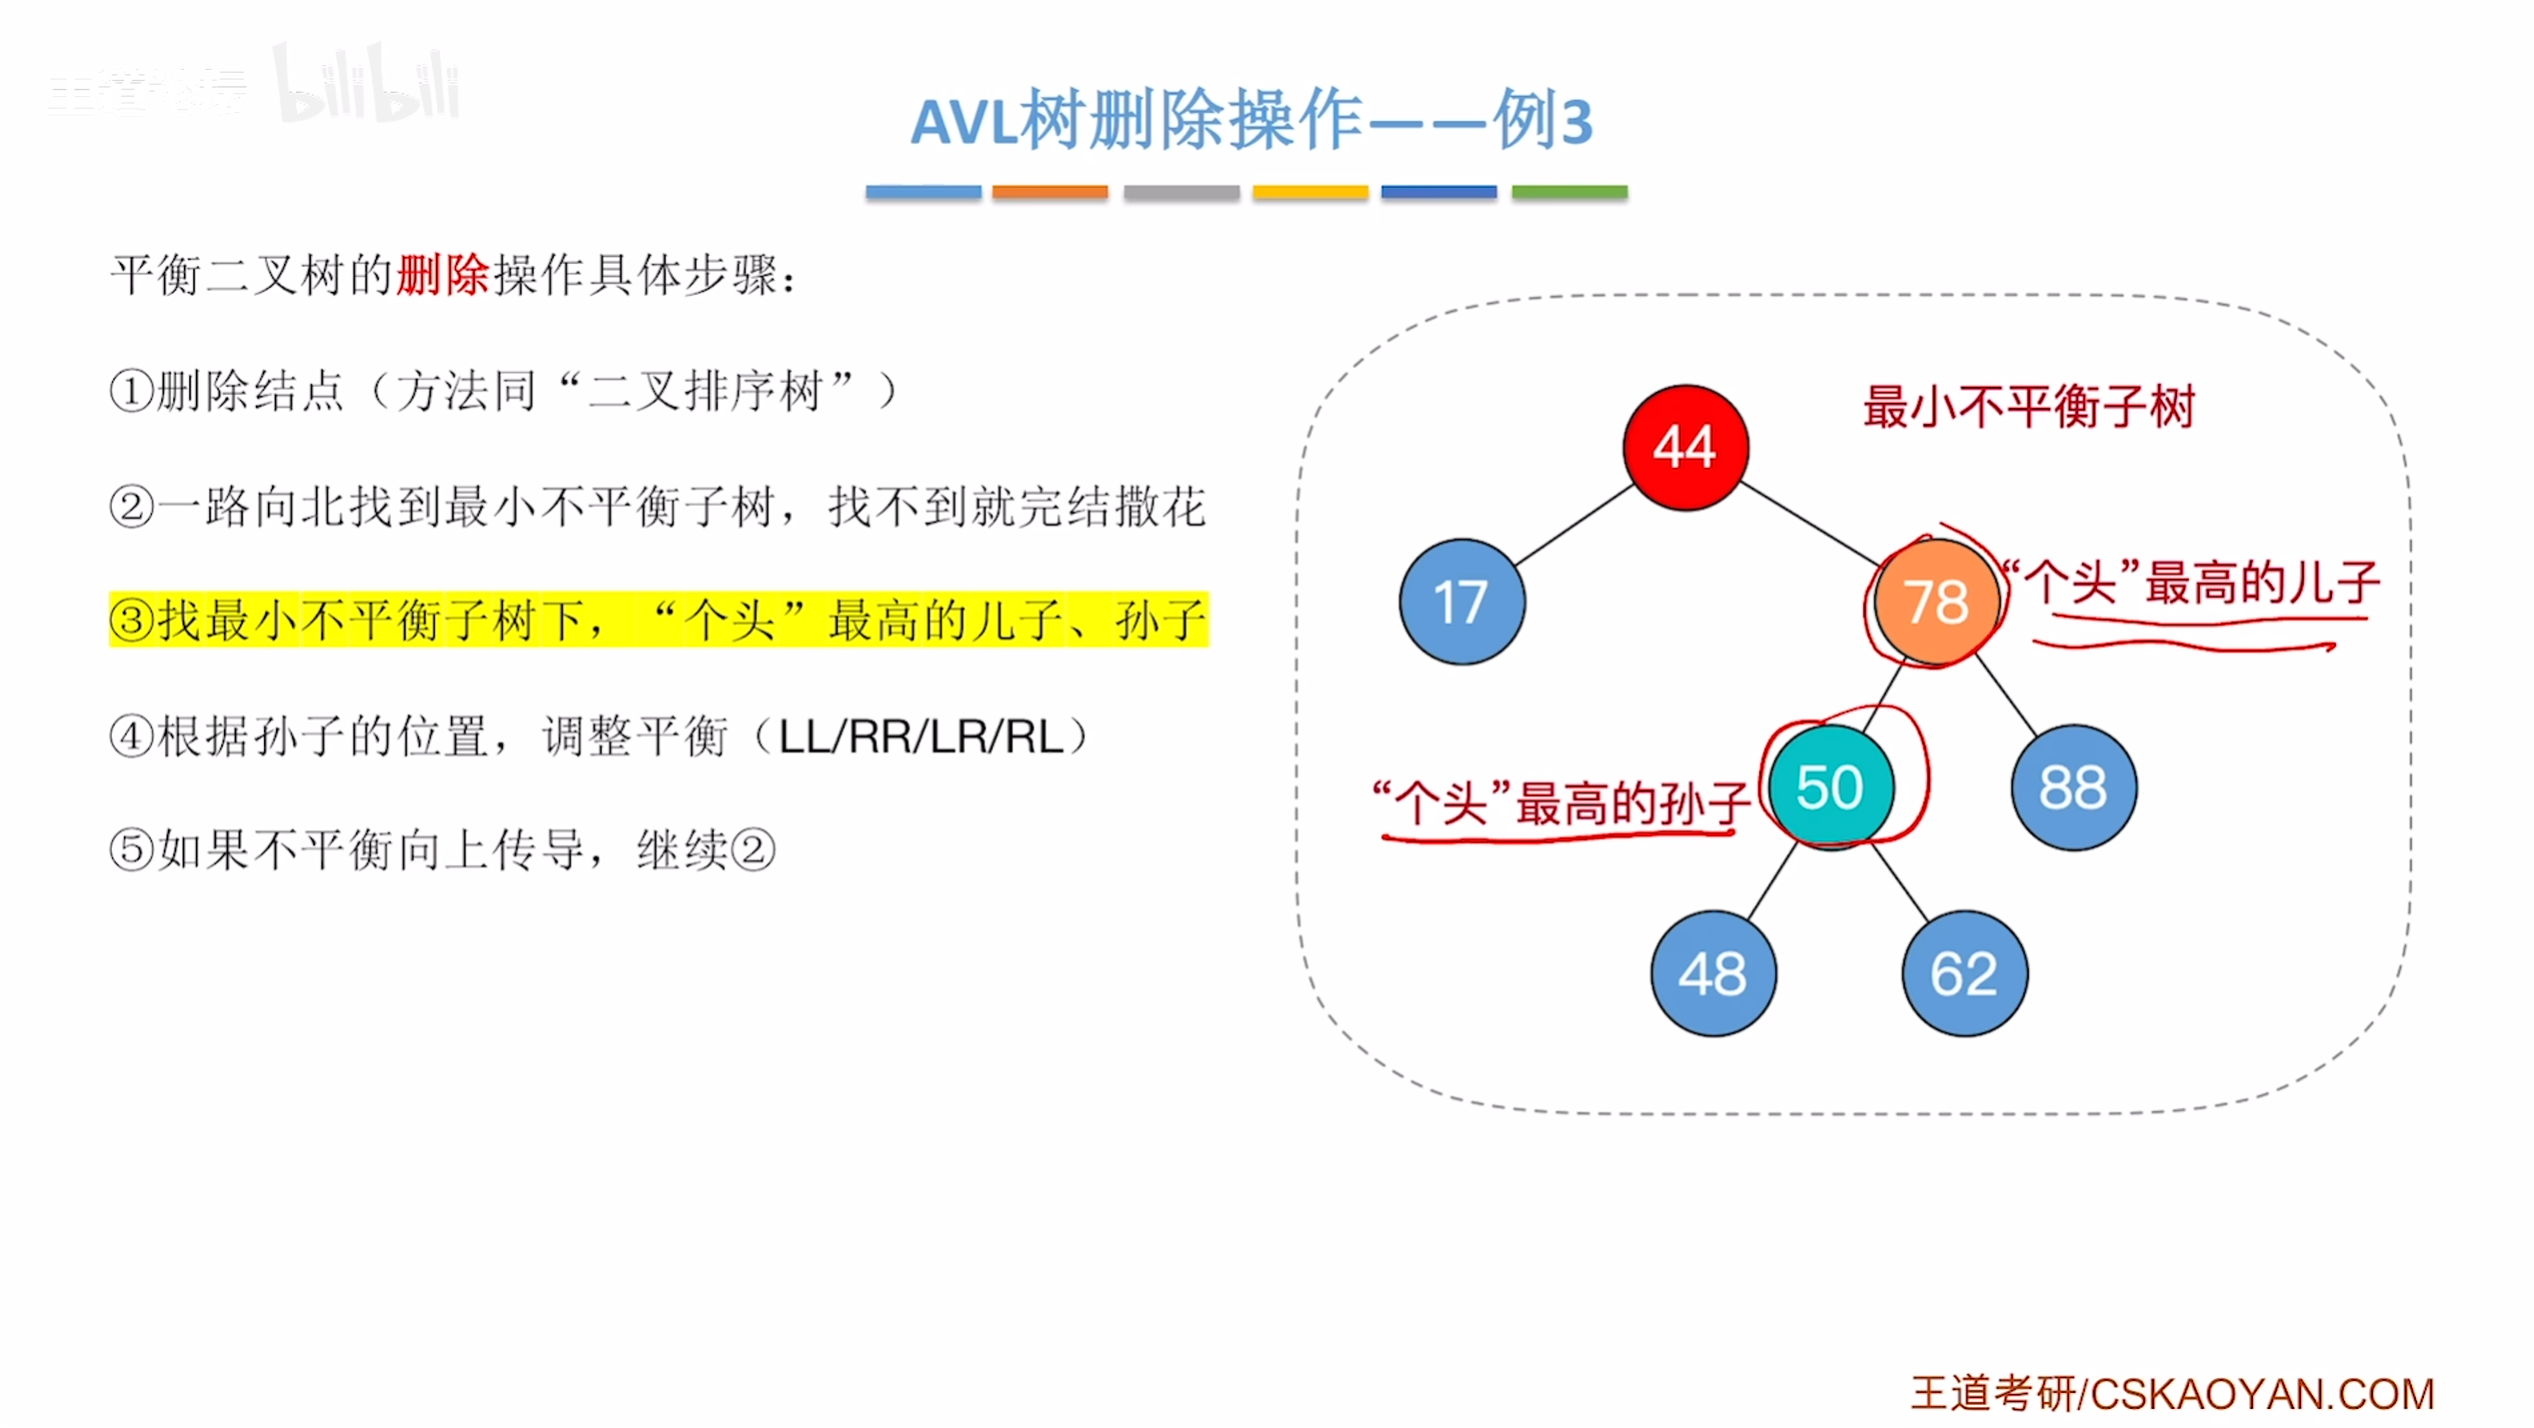 王道论坛 bilibili
AVL树删除操作——例3
平衡二叉树的删除操作具体步骤：
①删除结点（方法同“二叉排序树”）
②一路向北找到最小不平衡子树，找不到就完结撒花
③找最小不平衡子树下，“个头”最高的儿子、孙子
④根据孙子的位置，调整平衡（LL/RR/LR/RL）
⑤如果不平衡向上传导，继续②
44
最小不平衡子树
17
78
“个头”最高的儿子
“个头”最高的孙子
50
88
48
62
王道考研/CSKAOYAN.COM